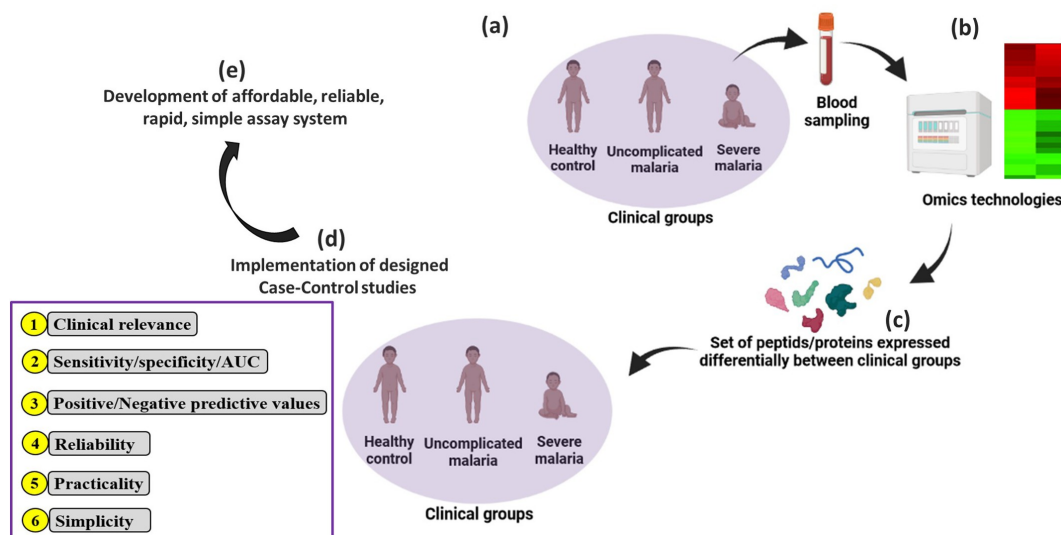 (a)
Healthy
control
Uncomplicated
malaria
Severe
malaria
Clinical groups
Blood
sampling
(b)
Omics technologies
(c)
Set of peptids/proteins expressed
differentially between clinical groups
Healthy
control
Uncomplicated
malaria
Severe
malaria
Clinical groups
(d)
Implementation of designed
Case-Control studies
1 Clinical relevance
2 Sensitivity/specificity/AUC
3 Positive/Negative predictive values
4 Reliability
5 Practicality
6 Simplicity
(e)
Development of affordable, reliable,
rapid, simple assay system